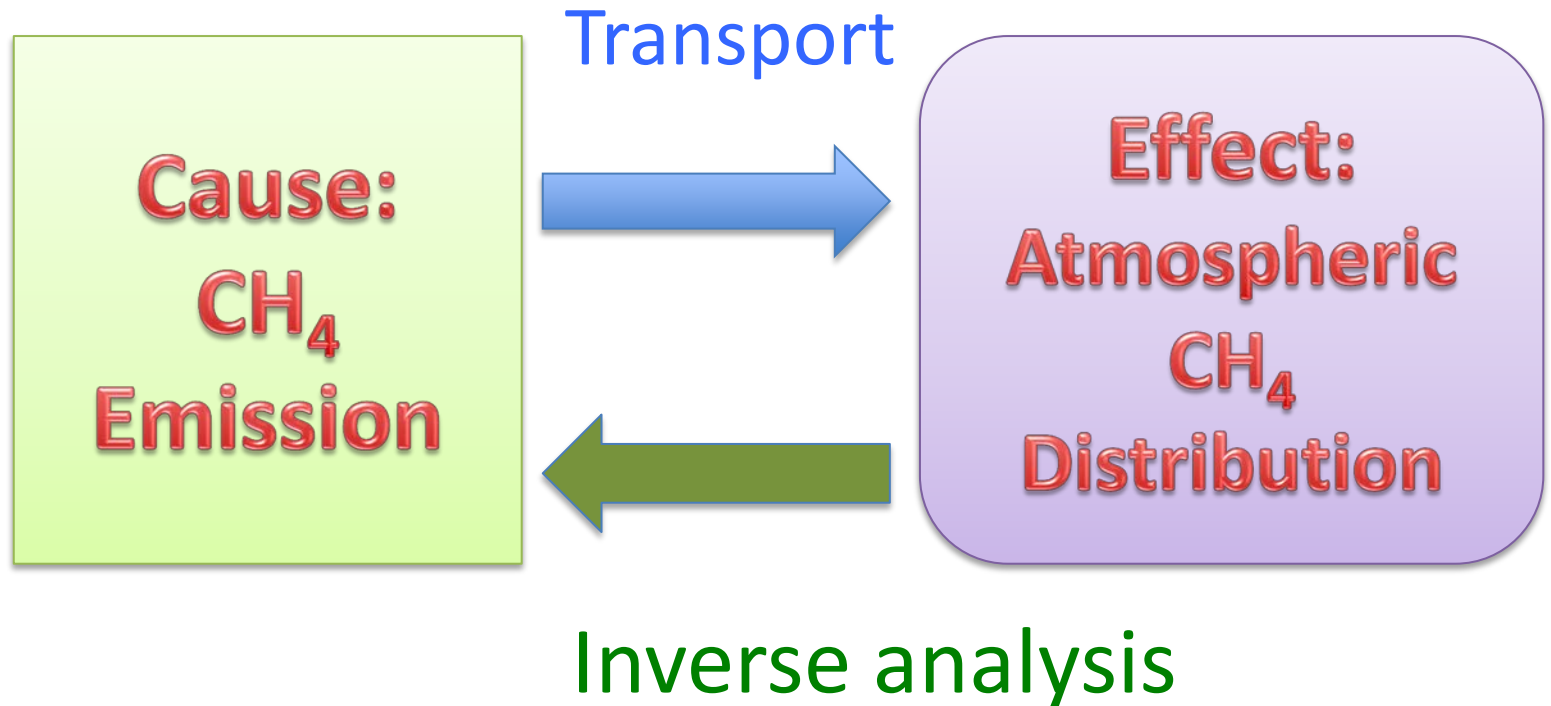 Transport
Cause:
CH₄
Emission
Effect:
Atmospheric
CH₄
Distribution
Inverse analysis